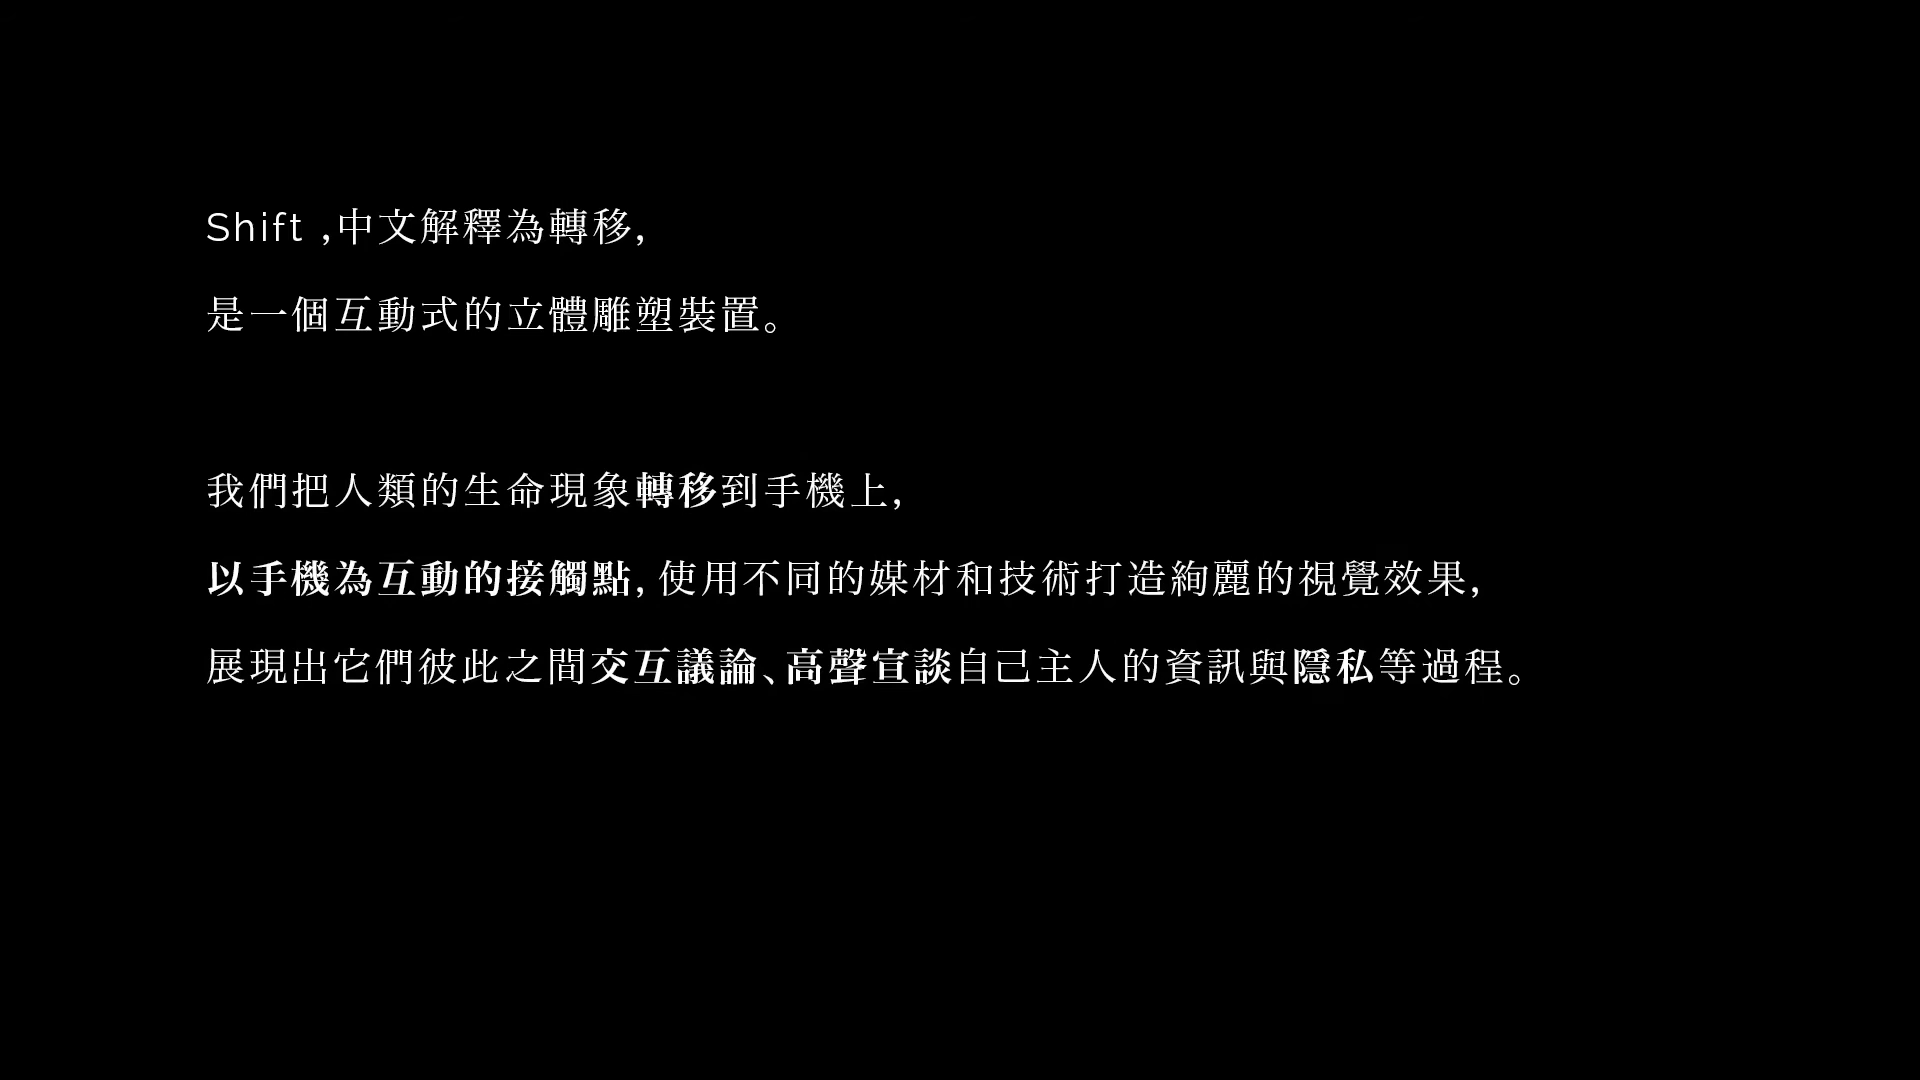 Shift ,中文解釋為轉移,
是一個互動式的立體雕塑裝置。
我們把人類的生命現象轉移到手機上,
以手機為互動的接觸點, 使用不同的媒材和技術打造絢麗的視覺效果,
展現出它們彼此之間交互議論、高聲宣談自己主人的資訊與隱私等過程。